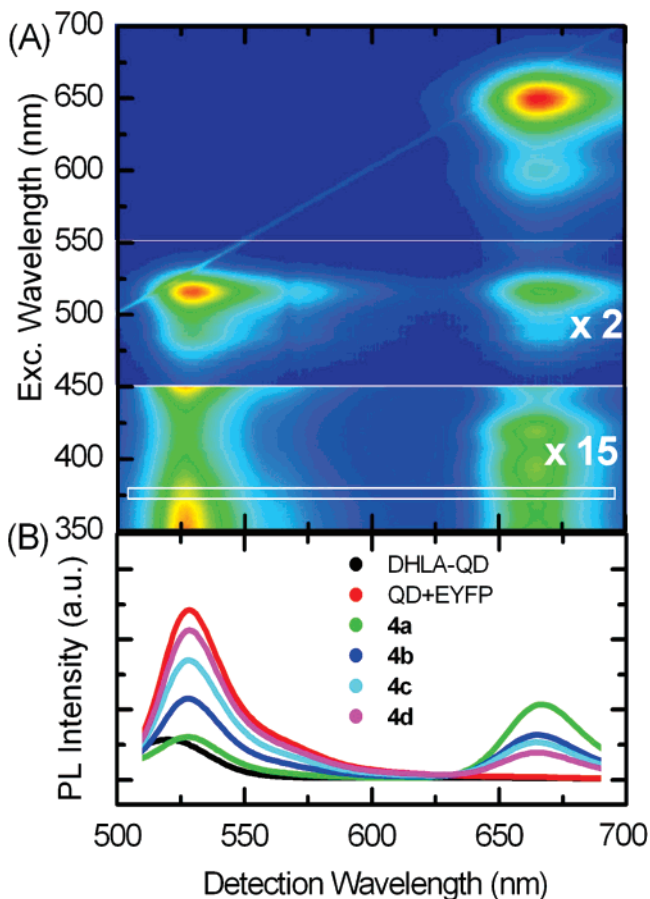 (A)
700
650
600
550
500
450
400
350
Exc. Wavelength (nm)
x 2
x 15
(B)
PL Intensity (a.u.)
DHLA-QD
QD+EYFP
4a
4b
4c
4d
500 550 600 650 700
Detection Wavelength (nm)